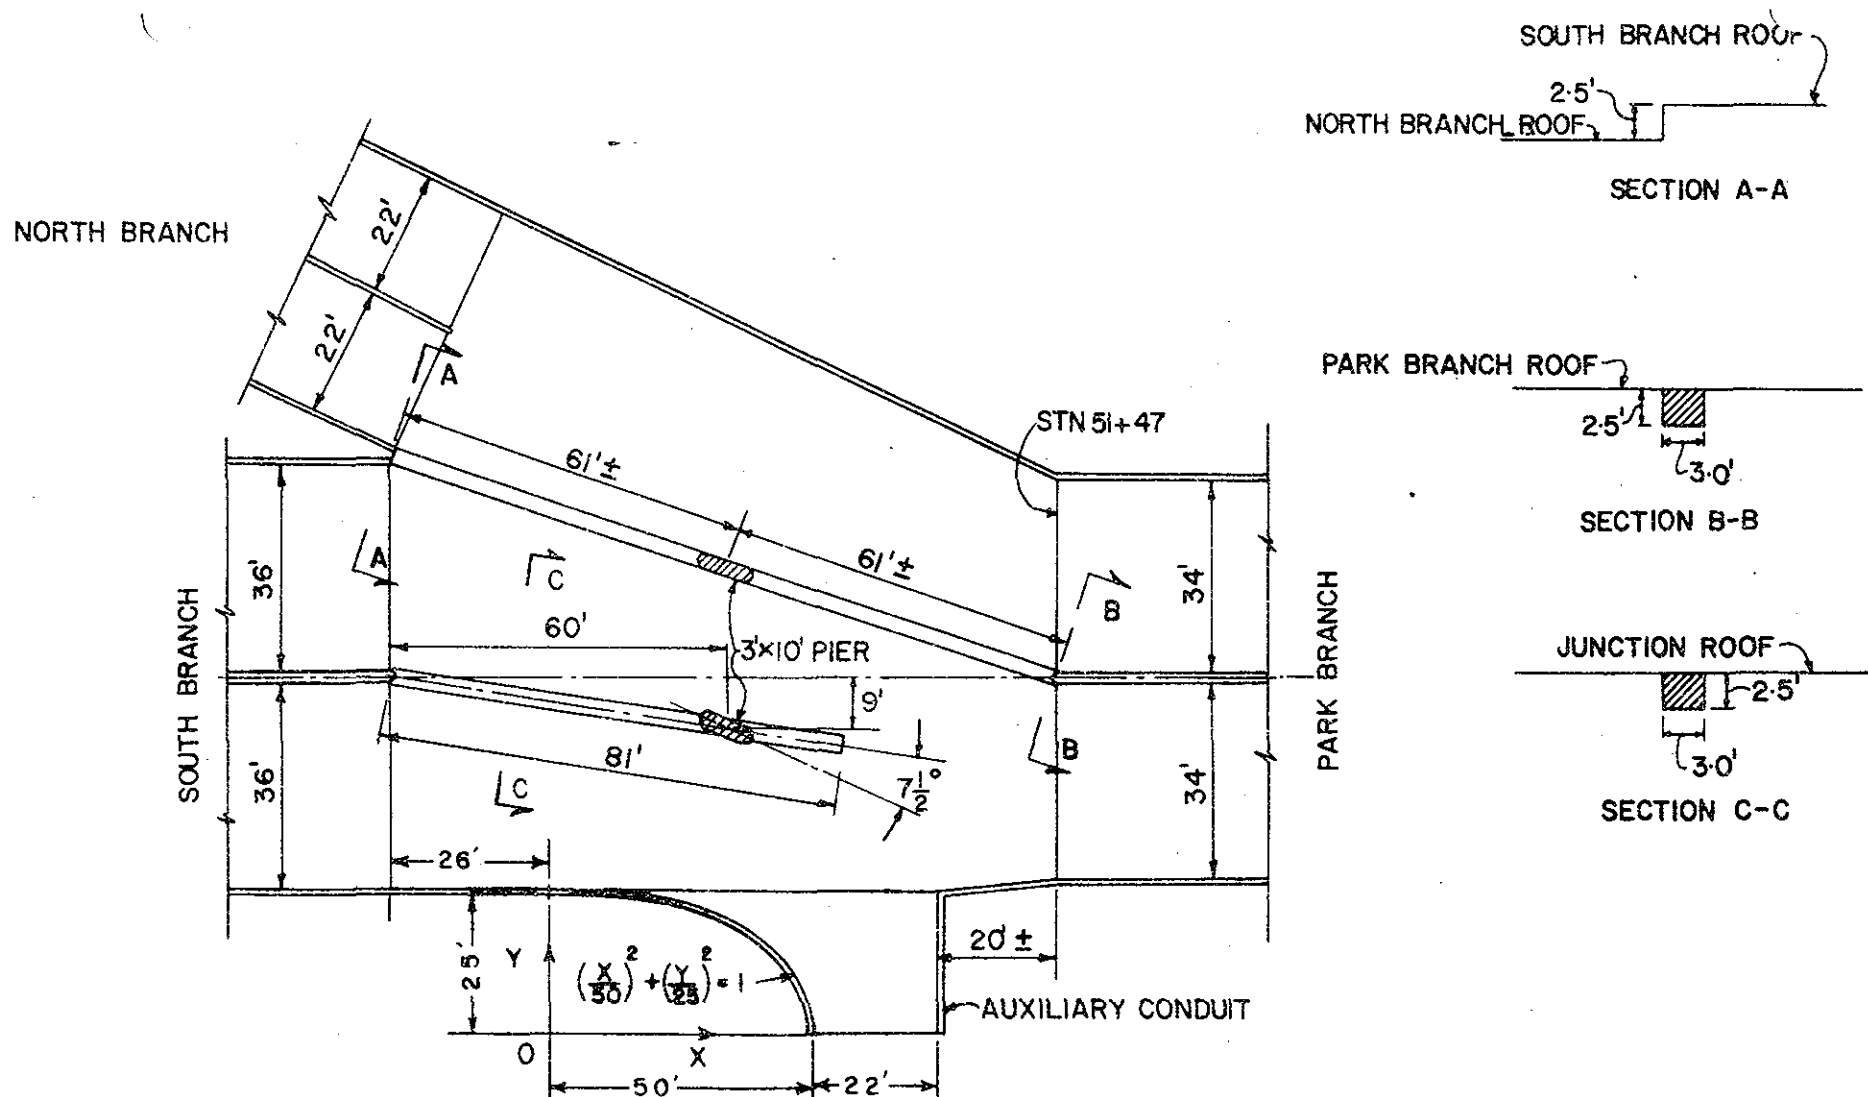 SOUTH BRANCH ROOF
2.5'
NORTH BRANCH ROOF
SECTION A-A
NORTH BRANCH
22'
22'
A
61'±
STN 51+47
PARK BRANCH ROOF
2.5'
3.0'
SECTION B-B
A
C
61'±
36'
60'
B
34'
3'×10' PIER
SOUTH BRANCH
PARK BRANCH
JUNCTION ROOF
2.5'
3.0'
SECTION C-C
9'
81'
B
7 1/2°
36'
C
34'
26'
25'
Y
(X/50)² + (Y/25)² = 1
20'±
AUXILIARY CONDUIT
O
X
50'
22'